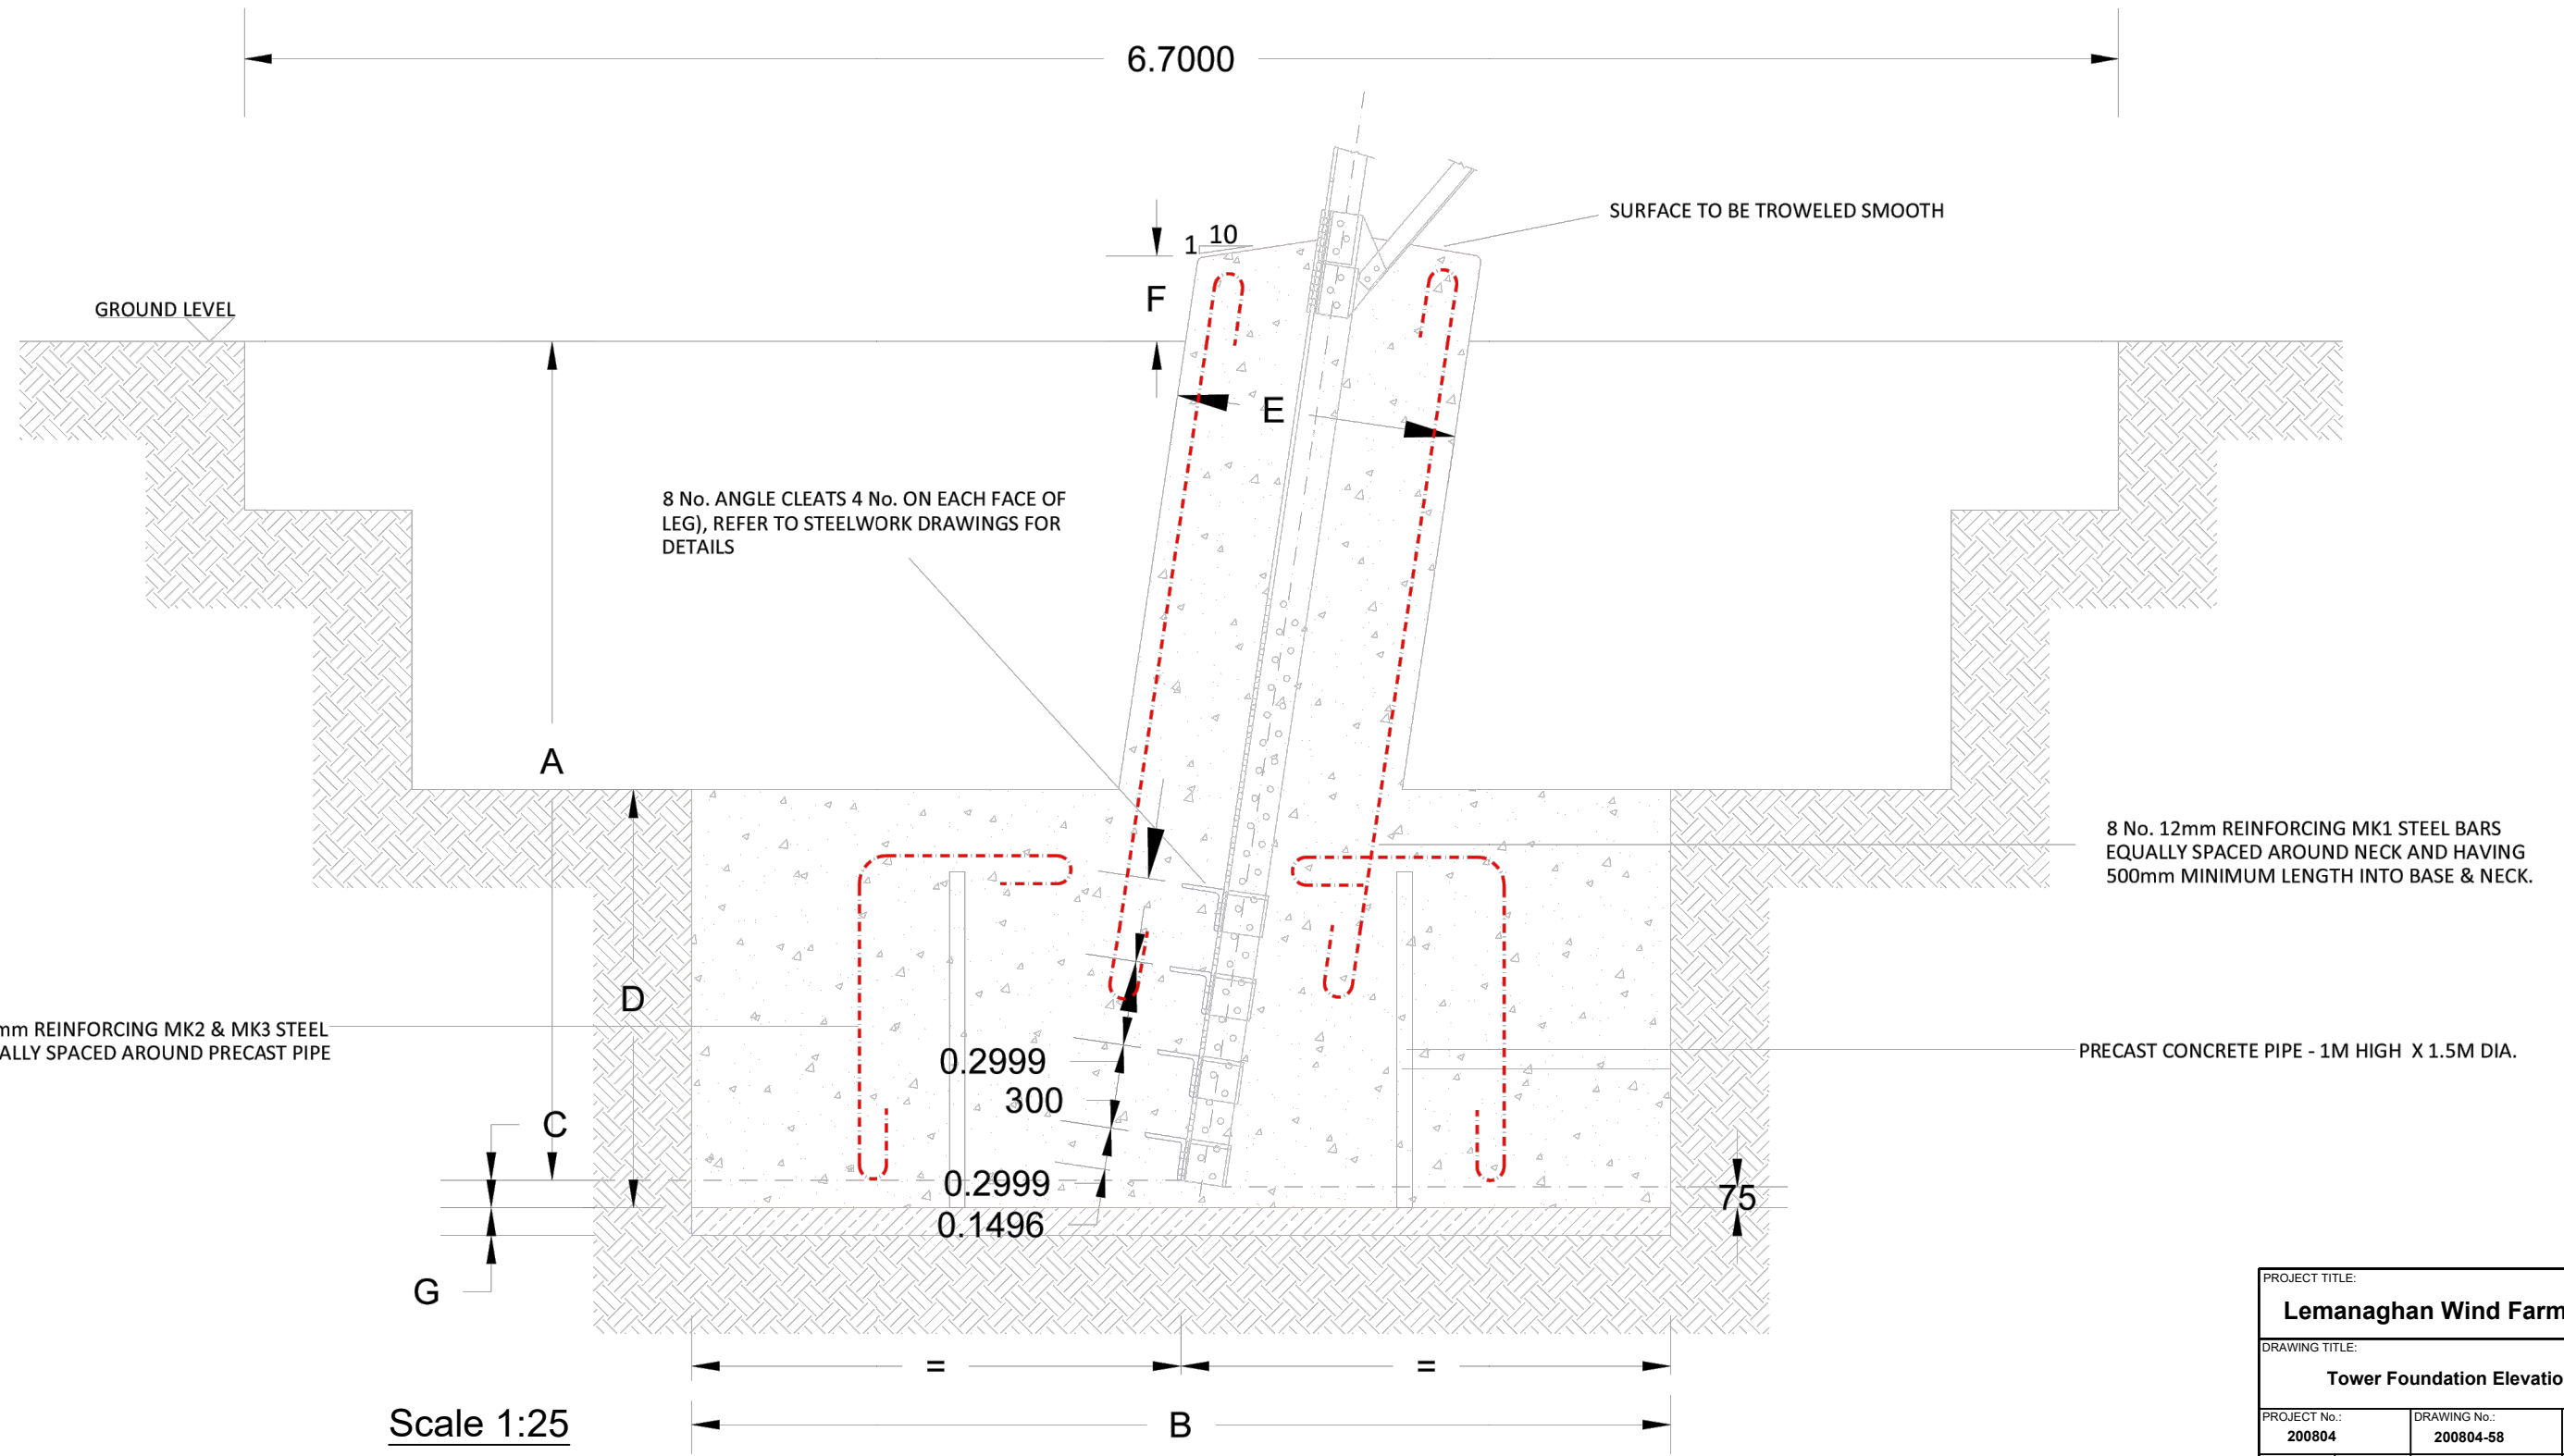 6.7000
SURFACE TO BE TROWELED SMOOTH
1 10
F
GROUND LEVEL
E
8 No. ANGLE CLEATS 4 No. ON EACH FACE OF
LEG), REFER TO STEELWORK DRAWINGS FOR
DETAILS
A
8 No. 12mm REINFORCING MK1 STEEL BARS
EQUALLY SPACED AROUND NECK AND HAVING
500mm MINIMUM LENGTH INTO BASE & NECK.
D
mm REINFORCING MK2 & MK3 STEEL
ALLY SPACED AROUND PRECAST PIPE
PRECAST CONCRETE PIPE - 1M HIGH X 1.5M DIA.
0.2999
300
C
0.2999
75
0.1496
G
PROJECT TITLE:
Lemanaghan Wind Farm
DRAWING TITLE:
Tower Foundation Elevatio
= =
Scale 1:25
B
PROJECT No.: DRAWING No.:
200804 200804-58